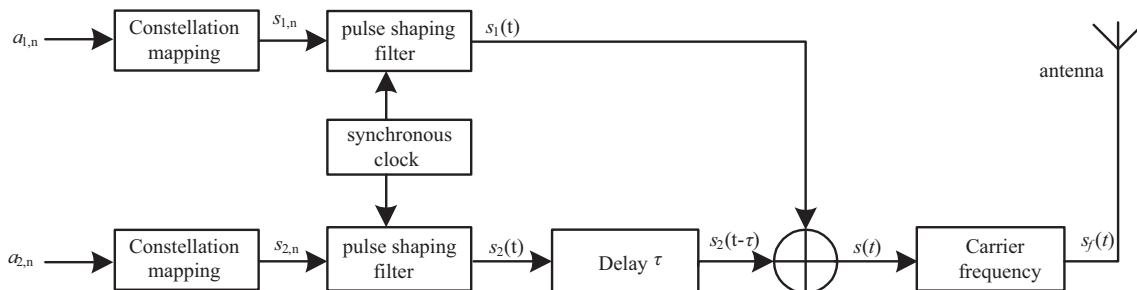 a1,n
Constellation
mapping
s1,n
pulse shaping
filter
s1(t)
antenna
synchronous
clock
a2,n
Constellation
mapping
s2,n
pulse shaping
filter
s2(t)
Delay τ
s2(t-τ)
s(t)
Carrier
frequency
sf(t)